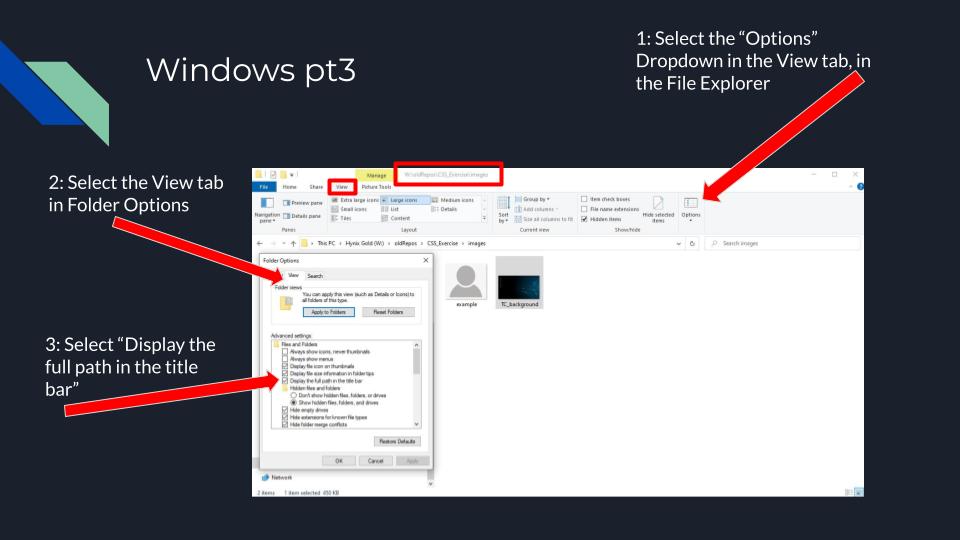 Windows pt3
1: Select the “Options”
Dropdown in the View tab, in
the File Explorer
2: Select the View tab
in Folder Options
3: Select “Display the
full path in the title
bar”
Manage
W:\oldRepos\CSS_Exercise\images
File Home Share View Picture Tools
Navigation pane
Preview pane
Details pane
Panes
Extra large icons Large icons Medium icons
Small icons List Details
Tiles Content
Layout
Sort by
Group by
Add columns
Size all columns to fit
Current view
Item check boxes
File name extensions
Hidden items
Hide selected items
Show/hide
Options
This PC > Hynix Gold (W:) > oldRepos > CSS_Exercise > images
Search images
Folder Options
View Search
Folder views
You can apply this view (such as Details or Icons) to
all folders of this type.
Apply to Folders Reset Folders
Advanced settings:
Files and Folders
Always show icons, never thumbnails
Always show menus
Display file icon on thumbnails
Display file size information in folder tips
Display the full path in the title bar
Hidden files and folders
Don't show hidden files, folders, or drives
Show hidden files, folders, and drives
Hide empty drives
Hide extensions for known file types
Hide folder merge conflicts
Restore Defaults
OK Cancel Apply
example TC_background
Network
2 items 1 item selected 450 KB